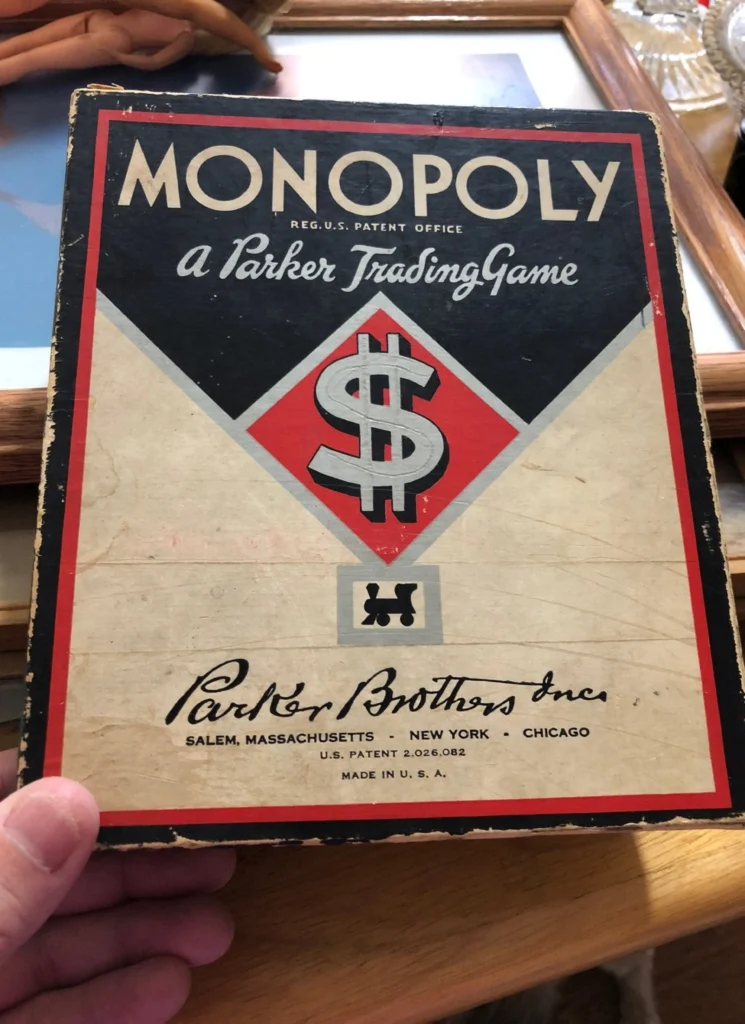 MONOPOLY
REG. U.S. PATENT OFFICE
A Parker Trading Game
$
Parker Brothers Inc.
SALEM, MASSACHUSETTS - NEW YORK - CHICAGO
U.S. PATENT 2,026,082
MADE IN U. S. A.